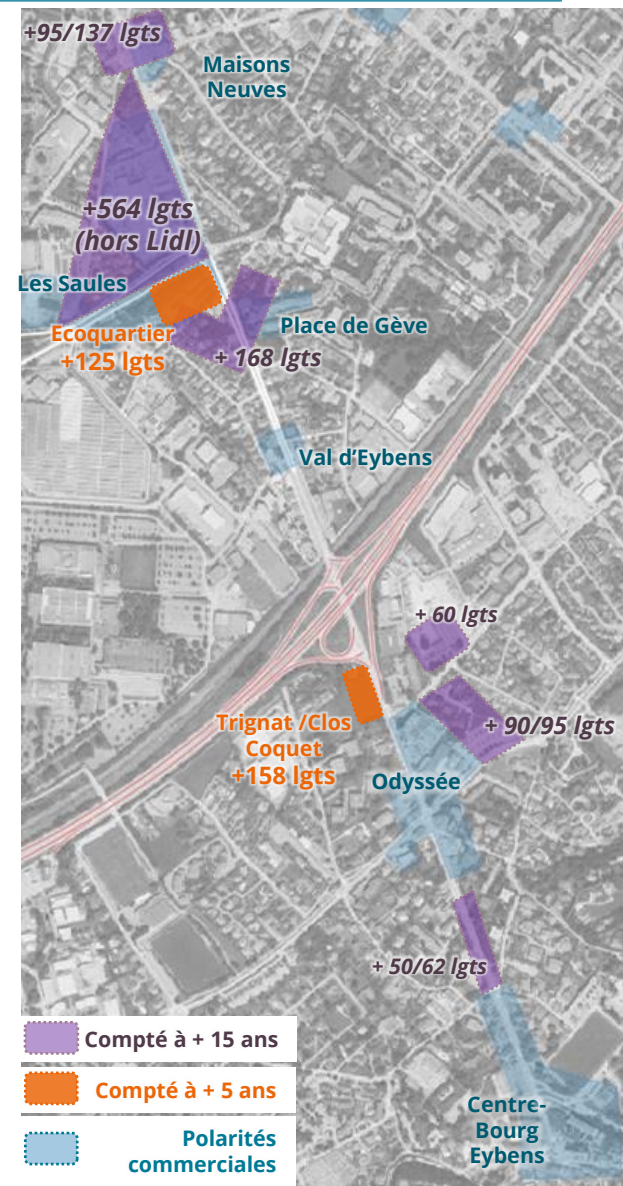 +95/137 lgts
Maisons
Neuves
+564 lgts
(hors Lidl)
Les Saules
Ecoquartier
+125 lgts
Place de Gève
+ 168 lgts
Val d'Eybens
+ 60 lgts
+ 90/95 lgts
Trignat /Clos
Coquet
+158 lgts
Odyssée
+ 50/62 lgts
Compté à + 15 ans
Compté à + 5 ans
Polarités
commerciales
Centre-
Bourg
Eybens